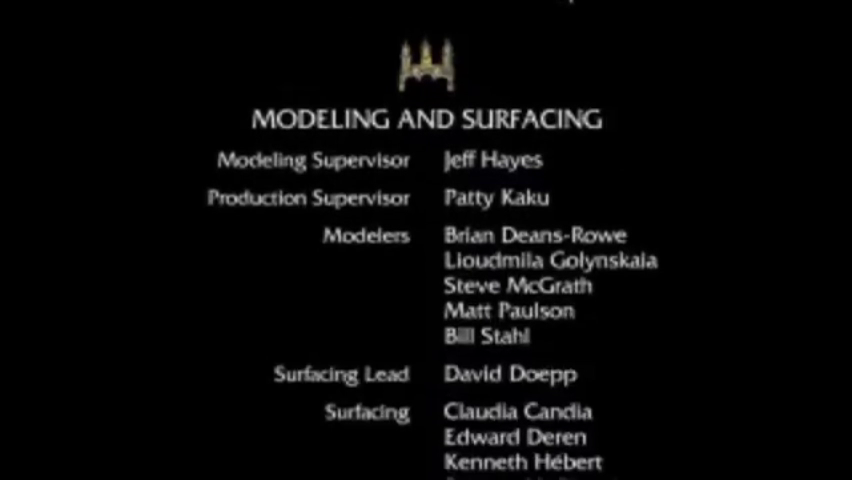 MODELING AND SURFACING
Modeling Supervisor Jeff Hayes
Production Supervisor Patty Kaku
Modelers Brian Deans-Rowe
Lioudmila Golynskaia
Steve McGrath
Matt Paulson
Bill Stahl
Surfacing Lead David Doepp
Surfacing Claudia Candia
Edward Deren
Kenneth Hébert